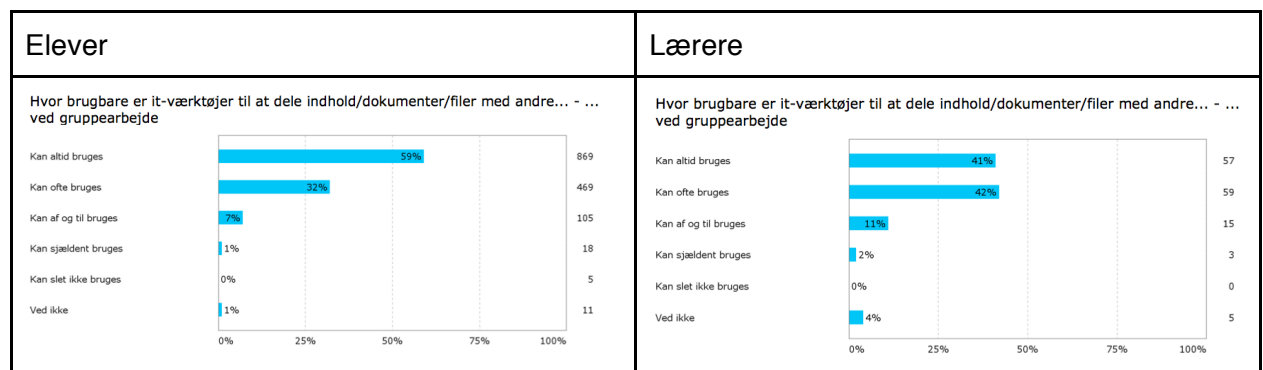 Elever
Lærere
Hvor brugbare er it-værktøjer til at dele indhold/dokumenter/filer med andre... - ...
ved gruppearbejde
Kan altid bruges 59% 869
Kan ofte bruges 32% 469
Kan af og til bruges 7% 105
Kan sjældent bruges 1% 18
Kan slet ikke bruges 0% 5
Ved ikke 1% 11
0% 25% 50% 75% 100%
Hvor brugbare er it-værktøjer til at dele indhold/dokumenter/filer med andre... - ...
ved gruppearbejde
Kan altid bruges 41% 57
Kan ofte bruges 42% 59
Kan af og til bruges 11% 15
Kan sjældent bruges 2% 3
Kan slet ikke bruges 0% 0
Ved ikke 4% 5
0% 25% 50% 75% 100%